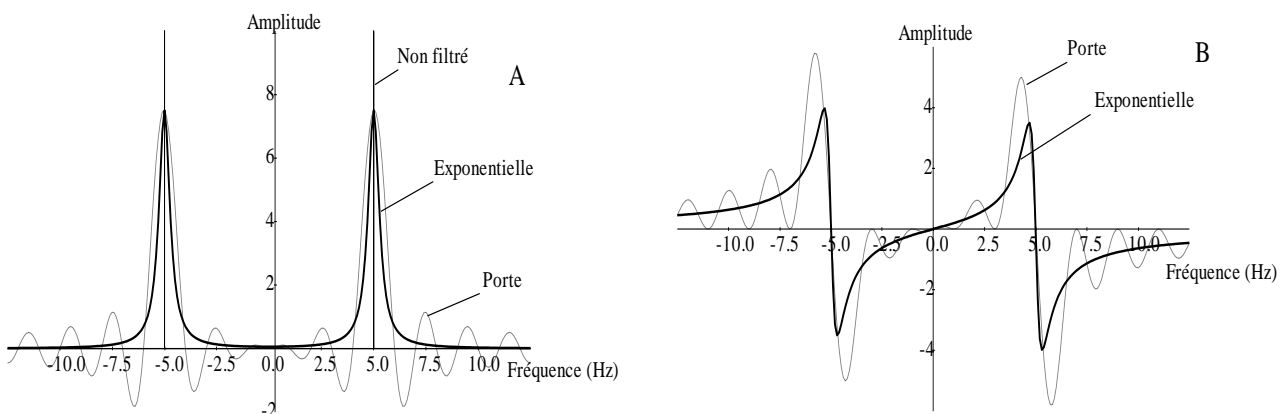 Amplitude
Non filtré
A
8
6
Exponentielle
4
Porte
2
-10.0 -7.5 -5.0 -2.5 0.0 2.5 5.0 7.5 10.0
Fréquence (Hz)
-2
Amplitude
Porte
B
Exponentielle
4
2
-10.0 -7.5 -5.0 -2.5 0.0 2.5 5.0 7.5 10.0
Fréquence (Hz)
-2
-4